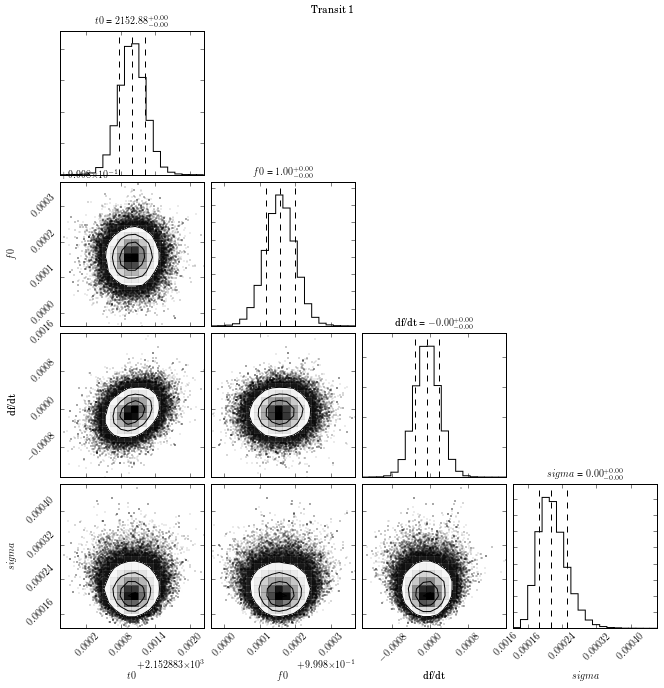 Transit 1
t0 = 2152.88+0.00 −0.00
f0 = 1.00+0.00 −0.00
f0
0.0003
0.0002
0.0001
0.0000
df/dt = −0.00+0.00 −0.00
df/dt
0.0016
0.0008
0.0000
−0.0008
sigma = 0.00+0.00 −0.00
sigma
0.00040
0.00032
0.00024
0.00016
0.0002 0.0008 0.0014 0.0020
+2.152883×10³
t0
0.0000 0.0001 0.0002 0.0003
+9.998×10⁻¹
f0
−0.0008 0.0000 0.0008 0.0016
df/dt
0.00016 0.00024 0.00032 0.00040
sigma